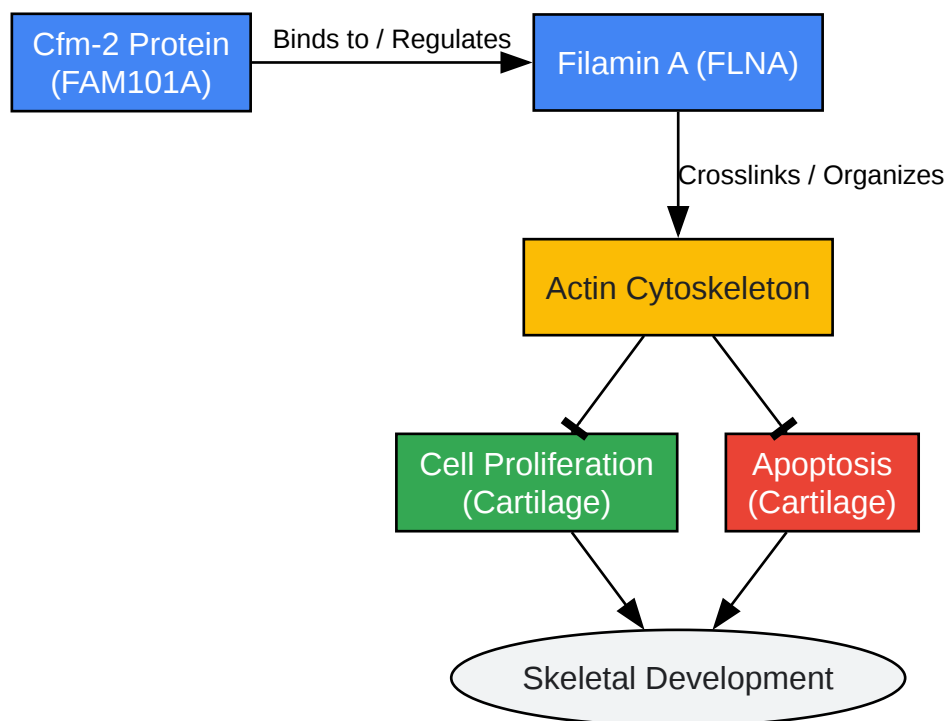 Cfm-2 Protein
(FAM101A)
Binds to / Regulates
Filamin A (FLNA)
Crosslinks / Organizes
Actin Cytoskeleton
Cell Proliferation
(Cartilage)
Apoptosis
(Cartilage)
Skeletal Development